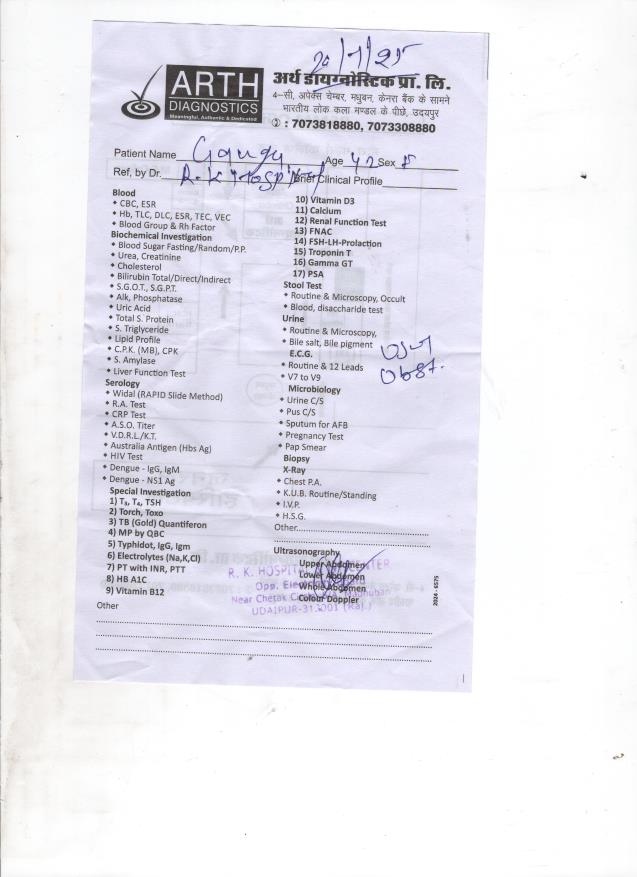 20/1/25
ARTH
DIAGNOSTICS
Meaningful, Authentic & Dedicated
अर्थ डायग्नोस्टिक प्रा. लि.
4-सी, अपेक्स चेम्बर, मधुबन, केनरा बैंक के सामने
भारतीय लोक कला मण्डल के पीछे, उदयपुर
: 7073818880, 7073308880
Patient Name Age 42 Sex
Ref, by Dr. R.K Hospital Brief Clinical Profile
Blood
CBC, ESR
Hb, TLC, DLC, ESR, TEC, VEC
Blood Group & Rh Factor
Biochemical Investigation
Blood Sugar Fasting/Random/P.P.
Urea, Creatinine
Cholesterol
Bilirubin Total/Direct/Indirect
S.G.O.T., S.G.P.T.
Alk, Phosphatase
Uric Acid
Total S. Protein
S. Triglyceride
Lipid Profile
C.P.K. (MB), CPK
S. Amylase
Liver Function Test
Serology
Widal (RAPID Slide Method)
R.A. Test
CRP Test
A.S.O. Titer
V.D.R.L./K.T.
Australia Antigen (Hbs Ag)
HIV Test
Dengue - IgG, IgM
Dengue - NS1 Ag
Special Investigation
1) T₃, T₄, TSH
2) Torch, Toxo
3) TB (Gold) Quantiferon
4) MP by QBC
5) Typhidot, IgG, Igm
6) Electrolytes (Na,K,Cl)
7) PT with INR, PTT
8) HB A1C
9) Vitamin B12
Other
10) Vitamin D3
11) Calcium
12) Renal Function Test
13) FNAC
14) FSH-LH-Prolaction
15) Troponin T
16) Gamma GT
17) PSA
Stool Test
Routine & Microscopy, Occult
Blood, disaccharide test
Urine
Routine & Microscopy,
Bile salt, Bile pigment
E.C.G.
Routine & 12 Leads
V7 to V9
Microbiology
Urine C/S
Pus C/S
Sputum for AFB
Pregnancy Test
Pap Smear
Biopsy
X-Ray
Chest P.A.
K.U.B. Routine/Standing
I.V.P.
H.S.G.
Other
Ultrasonography
Upper Abdomen
Lower Abdomen
Whole Abdomen
Colour Doppler
Obst.
R. K. HOSPITAL
Opp.
Near Chetak
UDAIPUR-313001 (Raj.)
2024 - 6575